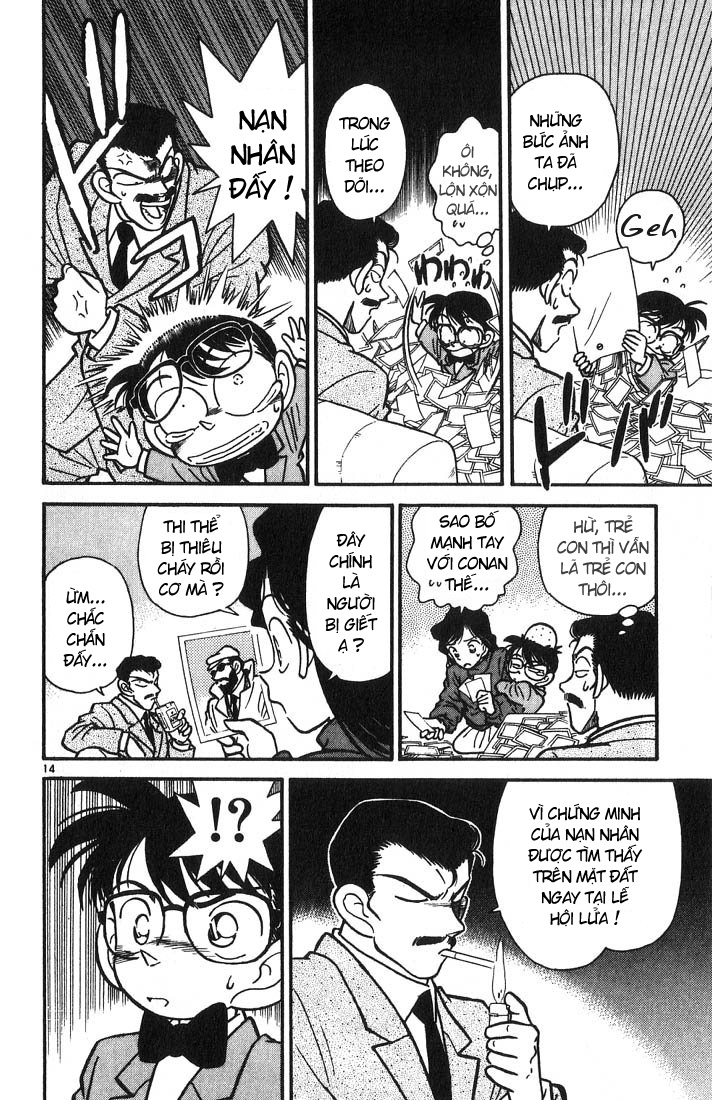 NHỮNG
BỨC ẢNH
TA ĐÃ
CHỤP...
Geh
ÔI
KHÔNG,
LỘN XỘN
QUÁ...
TRONG
LÚC
THEO
DÕI...
NẠN
NHÂN
ĐẤY !
HỪ, TRẺ
CON THÌ VẪN
LÀ TRẺ CON
THÔI...
SAO BỐ
MẠNH TAY
VỚI CONAN
THẾ...
ĐÂY
CHÍNH
LÀ
NGƯỜI
BỊ GIẾT
Ạ ?
THI THỂ
BỊ THIÊU
CHÁY RỒI
CƠ MÀ ?
ỪM...
CHẮC
CHẮN
ĐẤY...
14
VÌ CHỨNG MINH
CỦA NẠN NHÂN
ĐƯỢC TÌM THẤY
TRÊN MẶT ĐẤT
NGAY TẠI LỄ
HỘI LỬA !
!?